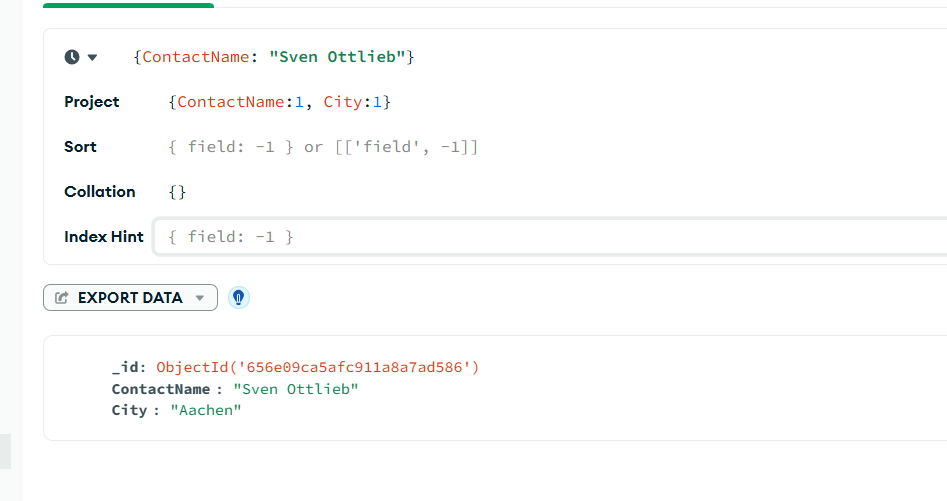 {ContactName: "Sven Ottlieb"}
Project {ContactName:1, City:1}
Sort { field: -1 } or [['field', -1]]
Collation {}
Index Hint { field: -1 }
EXPORT DATA
_id: ObjectId('656e09ca5afc911a8a7ad586')
ContactName : "Sven Ottlieb"
City : "Aachen"